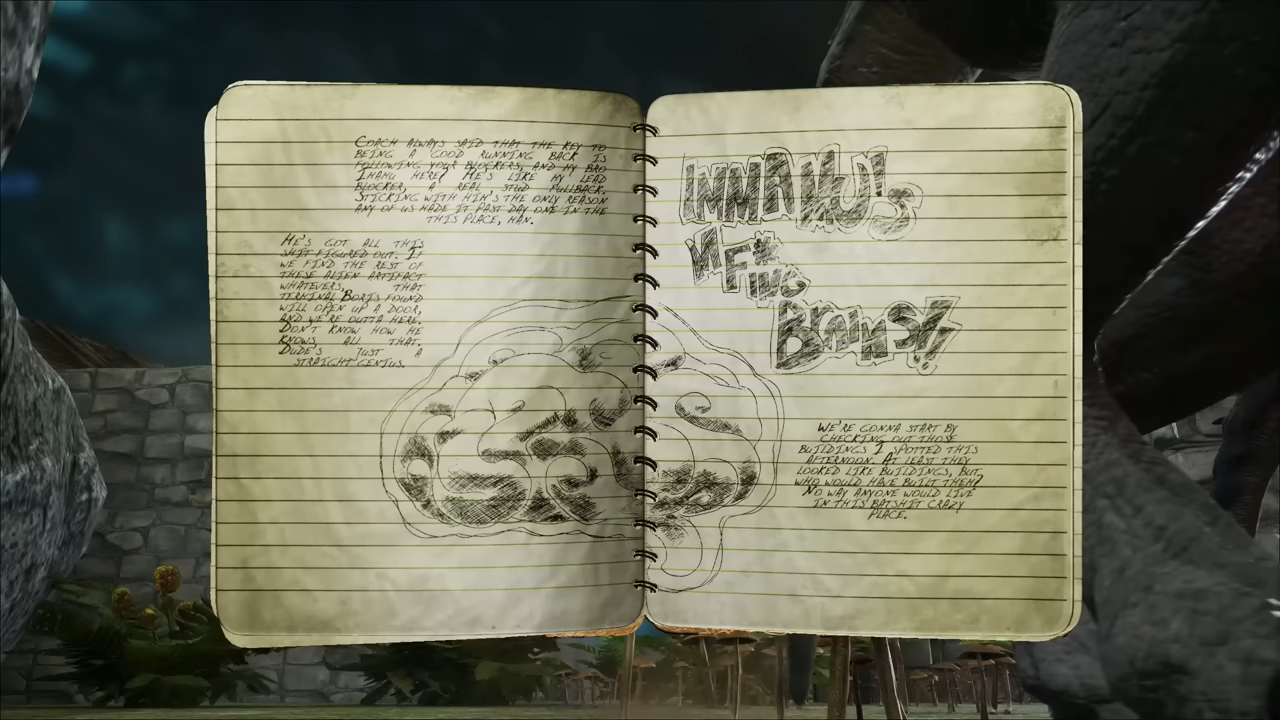 COACH ALWAYS SAID THAT THE KEY TO
BEING A GOOD RUNNING BACK IS
FOLLOWING YOUR BLOCKERS, AND MY BRO
IMAMU HERE? HE'S LIKE MY LEAD
BLOCKER, A REAL STUD FULLBACK.
STICKING WITH HIM'S THE ONLY REASON
ANY OF US MADE IT PAST DAY ONE IN THE
THIS PLACE, MAN.
HE'S GOT ALL THIS
SHIT FIGURED OUT. IF
WE FIND THE REST OF
THESE ALIEN ARTIFACT
WHATEVERS, THAT
TERMINAL BORIS FOUND
WILL OPEN UP A DOOR,
AND WE'RE OUTTA HERE.
DON'T KNOW HOW HE
KNOWS ALL THAT.
DUDE'S JUST A
STRAIGHT GENIUS.
IMMAMU'S
M F*
ING
BRAINS!!
WE'RE GONNA START BY
CHECKING OUT THOSE
BUILDINGS I SPOTTED THIS
AFTERNOON. AT LEAST THEY
LOOKED LIKE BUILDINGS, BUT
WHO WOULD HAVE BUILT THEM?
NO WAY ANYONE WOULD LIVE
IN THIS BATSHIT CRAZY
PLACE.